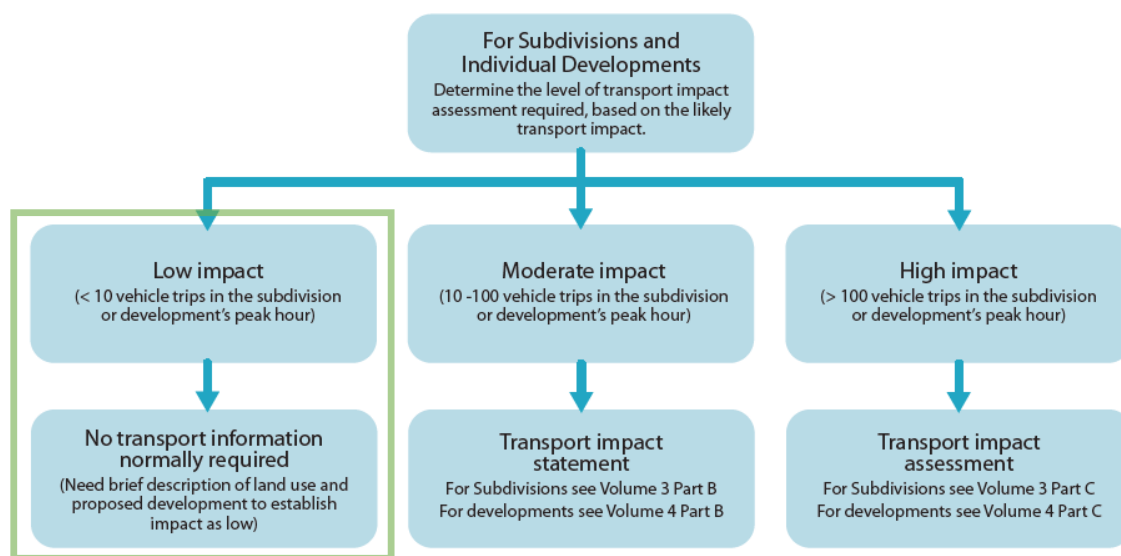 For Subdivisions and
Individual Developments
Determine the level of transport impact
assessment required, based on the likely
transport impact.
Low impact
(< 10 vehicle trips in the subdivision
or development's peak hour)
Moderate impact
(10 -100 vehicle trips in the subdivision
or development's peak hour)
High impact
(> 100 vehicle trips in the subdivision
or development's peak hour)
No transport information
normally required
(Need brief description of land use and
proposed development to establish
impact as low)
Transport impact
statement
For Subdivisions see Volume 3 Part B
For developments see Volume 4 Part B
Transport impact
assessment
For Subdivisions see Volume 3 Part C
For developments see Volume 4 Part C